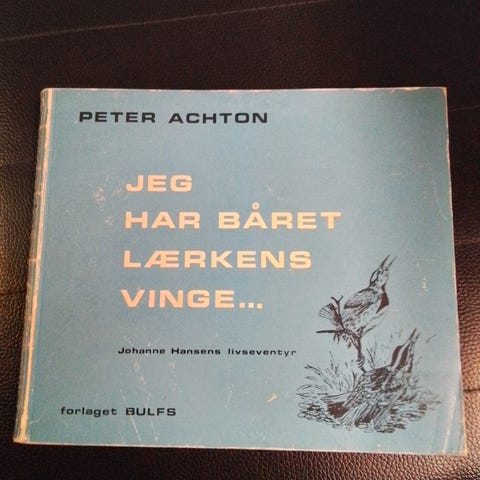 PETER ACHTON
JEG
HAR BÅRET
LÆRKENS
VINGE...
Johanne Hansens livseventyr
forlaget BULFS